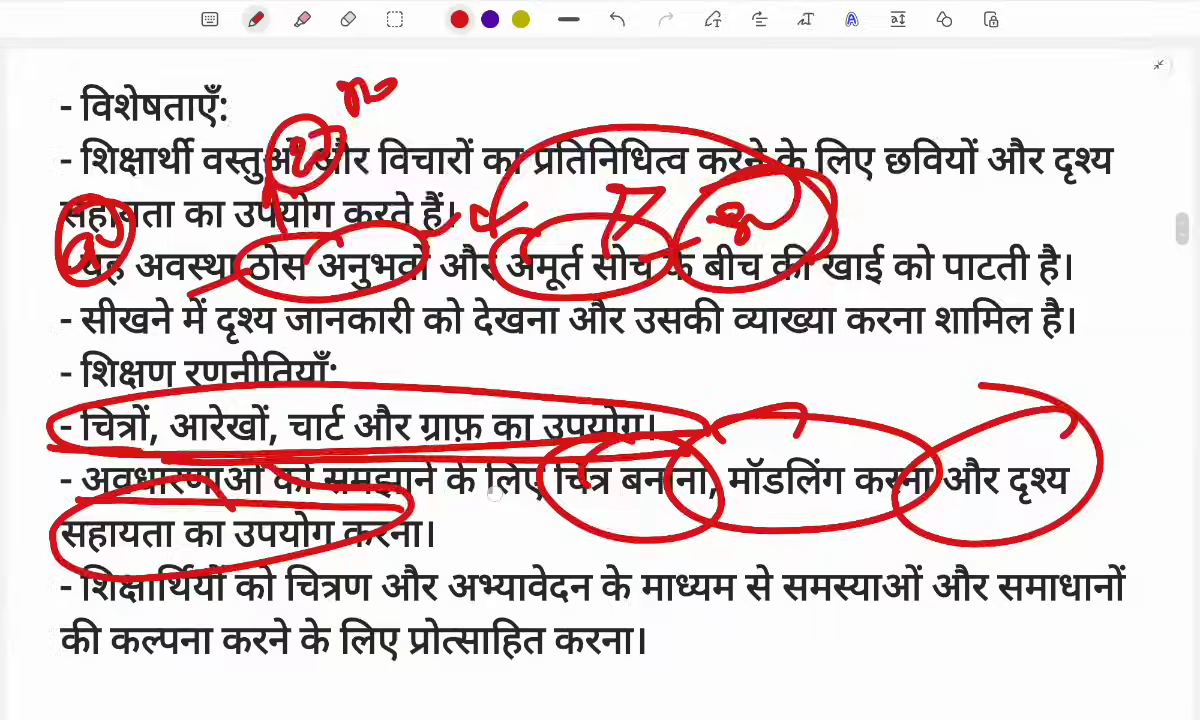 - विशेषताएँ:
- शिक्षार्थी वस्तुओं और विचारों का प्रतिनिधित्व करने के लिए छवियों और दृश्य
सहायता का उपयोग करते हैं।
- यह अवस्था ठोस अनुभवों और अमूर्त सोच के बीच की खाई को पाटती है।
- सीखने में दृश्य जानकारी को देखना और उसकी व्याख्या करना शामिल है।
- शिक्षण रणनीतियाँ:
- चित्रों, आरेखों, चार्ट और ग्राफ़ का उपयोग।
- अवधारणाओं को समझाने के लिए चित्र बनाना, मॉडलिंग करना और दृश्य
सहायता का उपयोग करना।
- शिक्षार्थियों को चित्रण और अभ्यावेदन के माध्यम से समस्याओं और समाधानों
की कल्पना करने के लिए प्रोत्साहित करना।